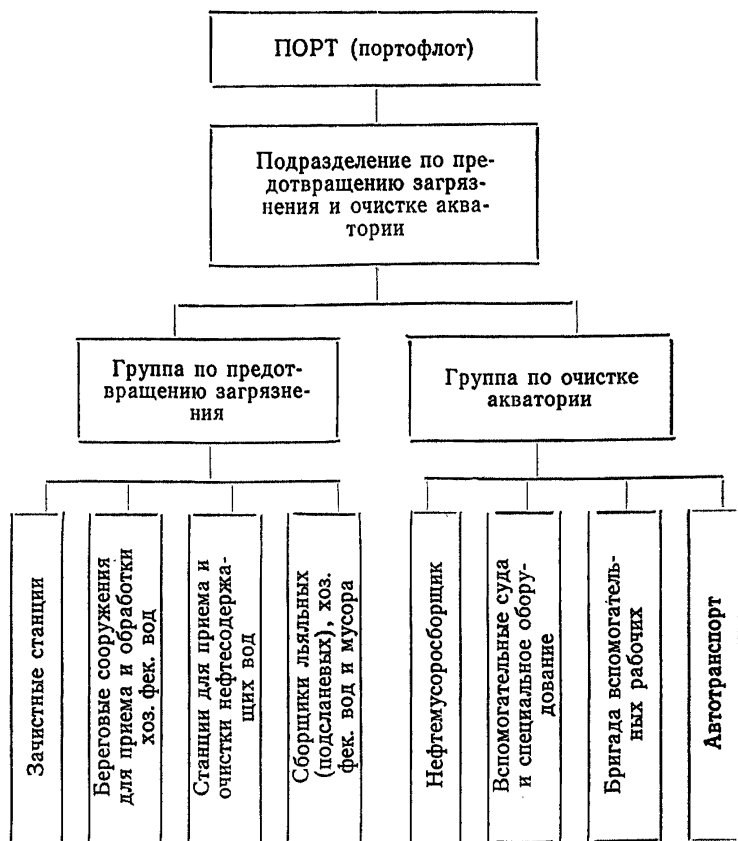 ПОРТ (портофлот)
Подразделение по пре-
дотвращению загряз-
нения и очистке аква-
тории
Группа по предот-
вращению загрязне-
ния
Группа по очистке
акватории
Зачистные станции
Береговые сооружения
для приема и обработки
хоз. фек. вод
Станции для приема и
очистки нефтесодержа-
щих вод
Сборщики льяльных
(подсланевых), хоз.
фек. вод и мусора
Нефтемусоросборщик
Вспомогательные суда
и специальное обору-
дование
Бригада вспомогатель-
ных рабочих
Автотранспорт